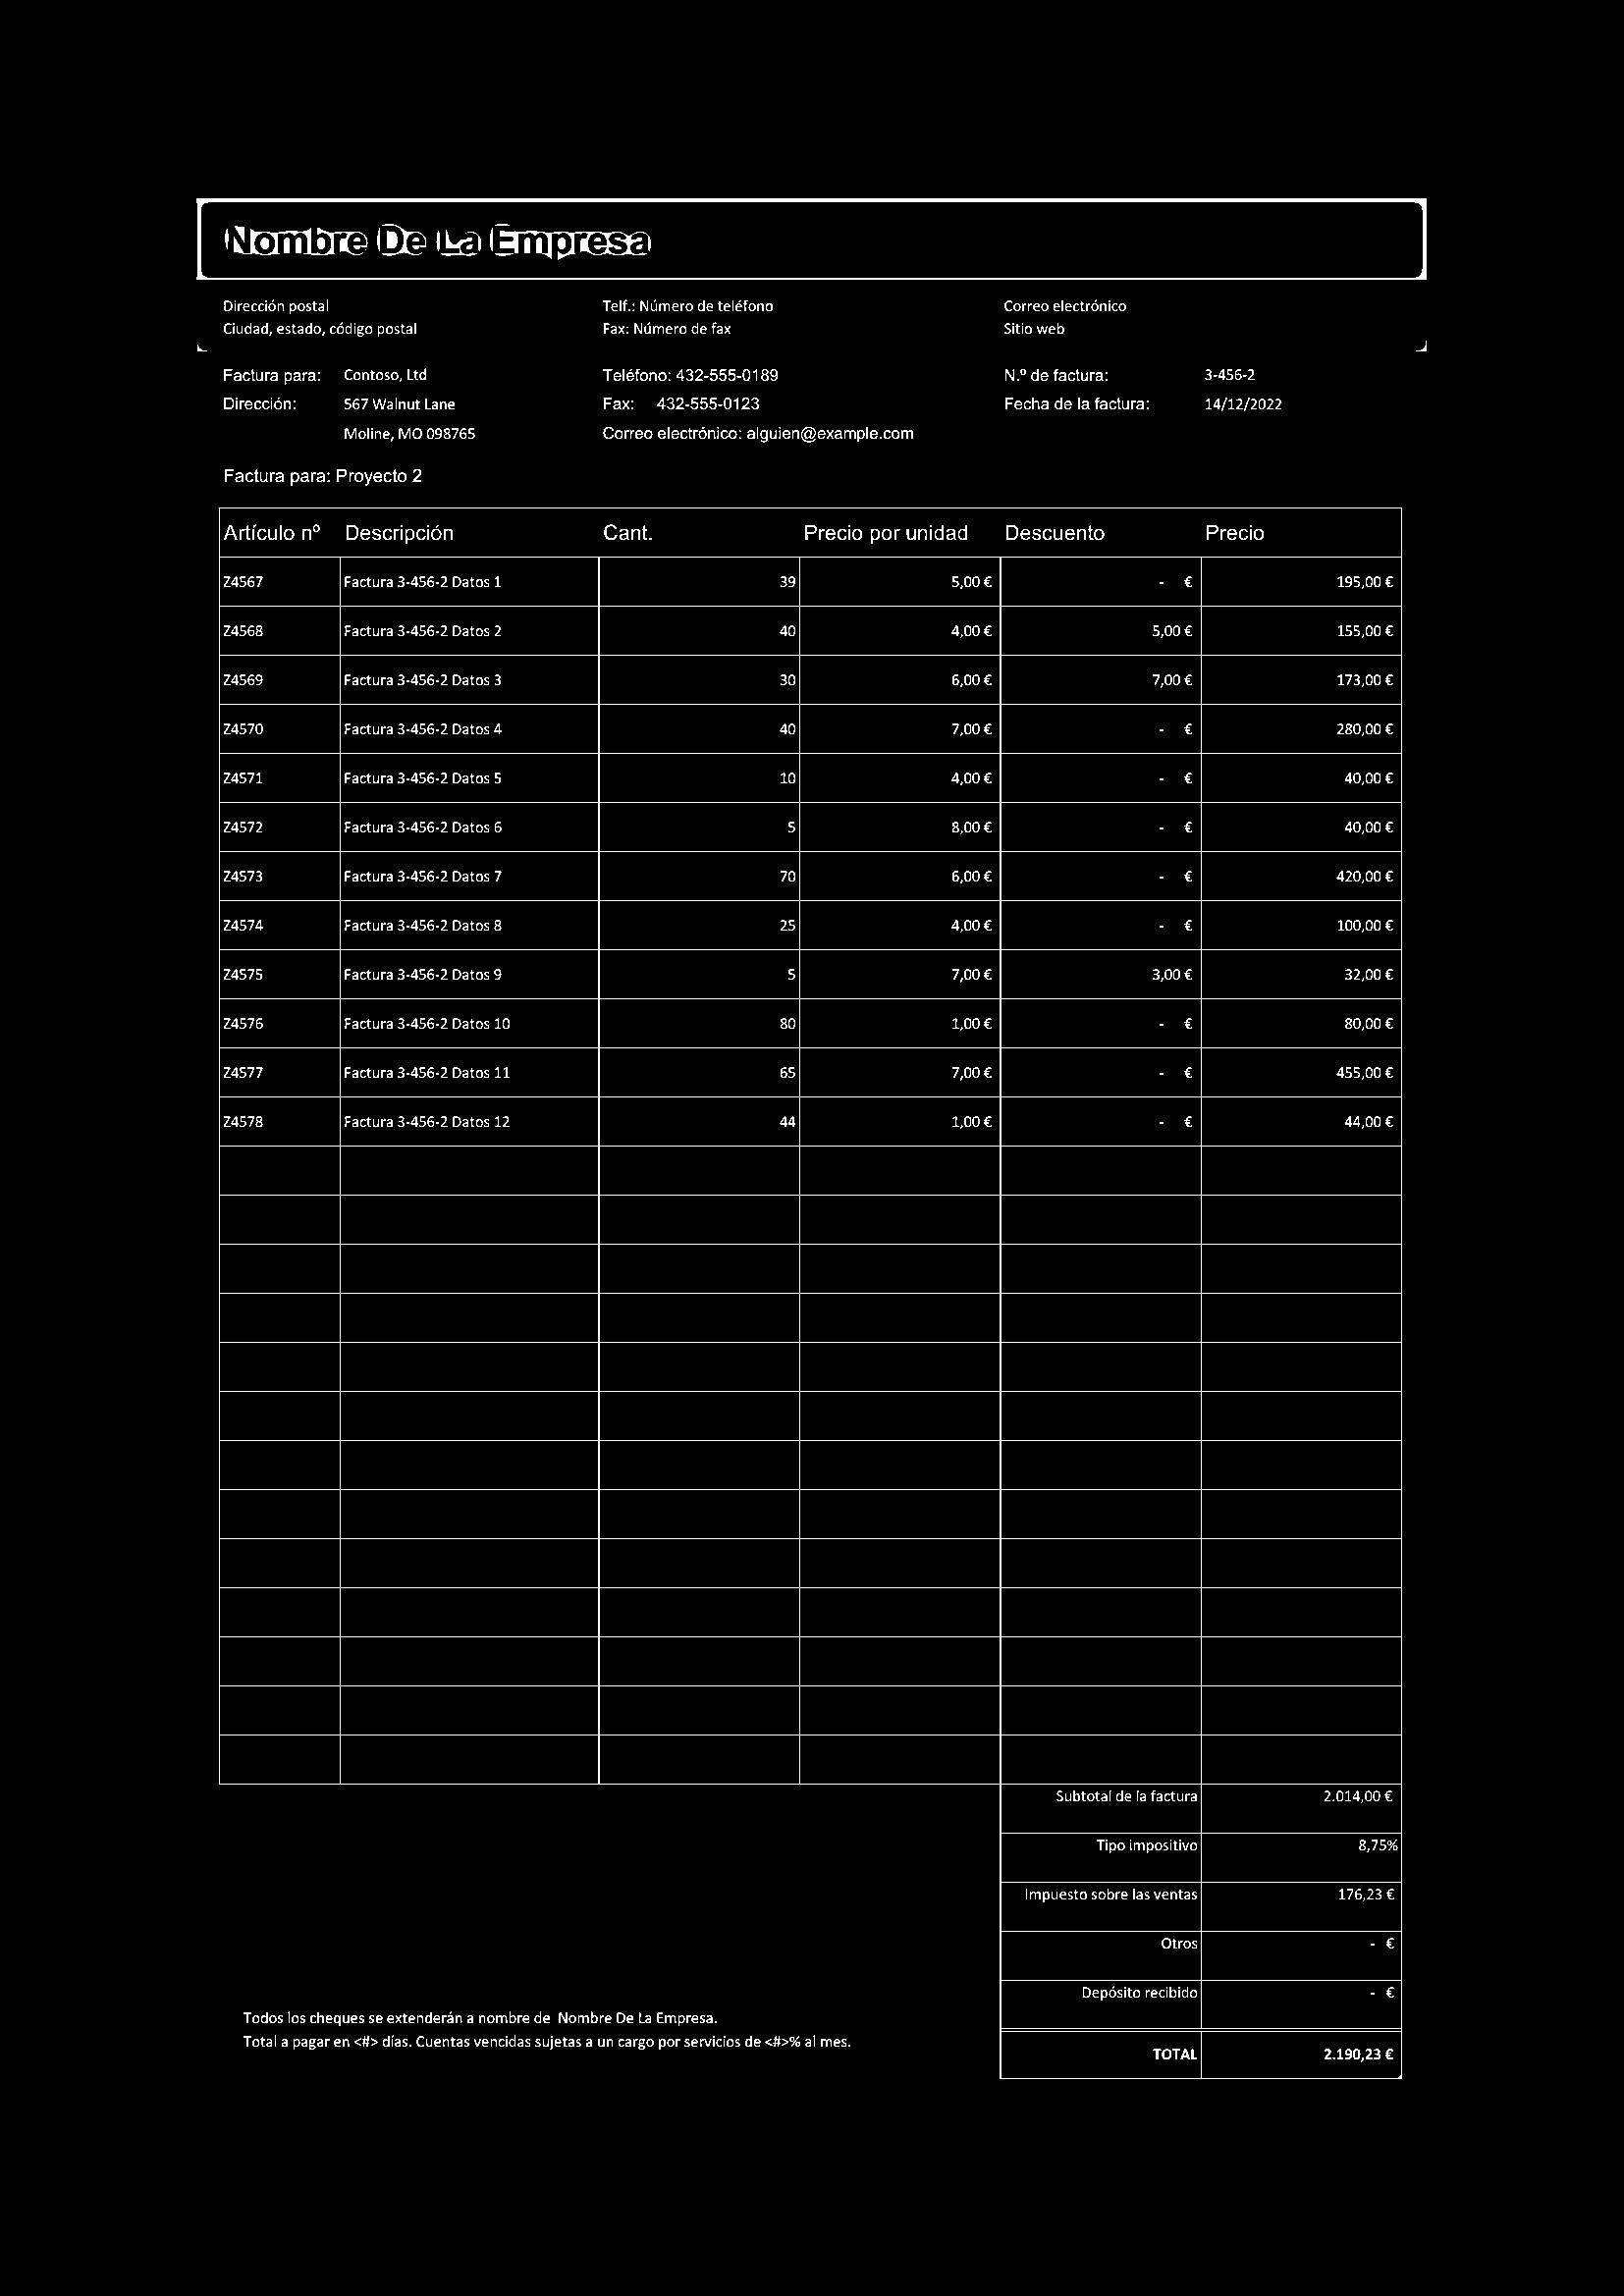 Nombre De La Empresa
Dirección postal Telf.: Número de teléfono Correo electrónico
Ciudad, estado, código postal Fax: Número de fax Sitio web
Factura para: Contoso, Ltd Teléfono: 432-555-0189 N.º de factura: 3-456-2
Dirección: 567 Walnut Lane Fax: 432-555-0123 Fecha de la factura: 14/12/2022
Moline, MO 098765 Correo electrónico: alguien@example.com
Factura para: Proyecto 2
Artículo nº Descripción Cant. Precio por unidad Descuento Precio
Z4567 Factura 3-456-2 Datos 1 39 5,00 € - € 195,00 €
Z4568 Factura 3-456-2 Datos 2 40 4,00 € 5,00 € 155,00 €
Z4569 Factura 3-456-2 Datos 3 30 6,00 € 7,00 € 173,00 €
Z4570 Factura 3-456-2 Datos 4 40 7,00 € - € 280,00 €
Z4571 Factura 3-456-2 Datos 5 10 4,00 € - € 40,00 €
Z4572 Factura 3-456-2 Datos 6 5 8,00 € - € 40,00 €
Z4573 Factura 3-456-2 Datos 7 70 6,00 € - € 420,00 €
Z4574 Factura 3-456-2 Datos 8 25 4,00 € - € 100,00 €
Z4575 Factura 3-456-2 Datos 9 5 7,00 € 3,00 € 32,00 €
Z4576 Factura 3-456-2 Datos 10 80 1,00 € - € 80,00 €
Z4577 Factura 3-456-2 Datos 11 65 7,00 € - € 455,00 €
Z4578 Factura 3-456-2 Datos 12 44 1,00 € - € 44,00 €
Subtotal de la factura 2.014,00 €
Tipo impositivo 8,75%
Impuesto sobre las ventas 176,23 €
Otros - €
Depósito recibido - €
Todos los cheques se extenderán a nombre de Nombre De La Empresa.
Total a pagar en <#> días. Cuentas vencidas sujetas a un cargo por servicios de <#>% al mes.
TOTAL 2.190,23 €